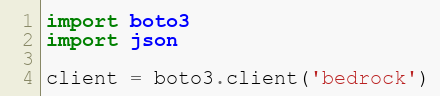 1 import boto3
2 import json
3
4 client = boto3.client('bedrock')